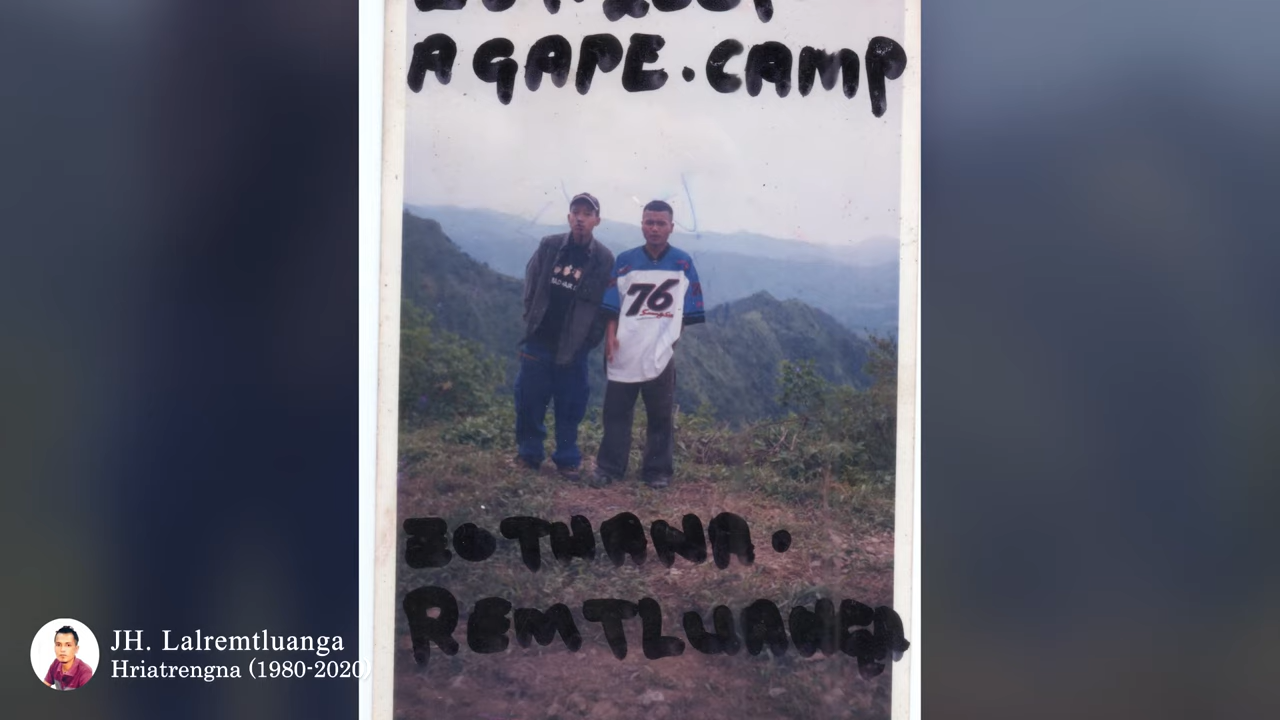 AGAPE.CAMP
76
ZOTHANA.
REMTLUANGA
JH. Lalremtluanga
Hriatrengna (1980-2020)